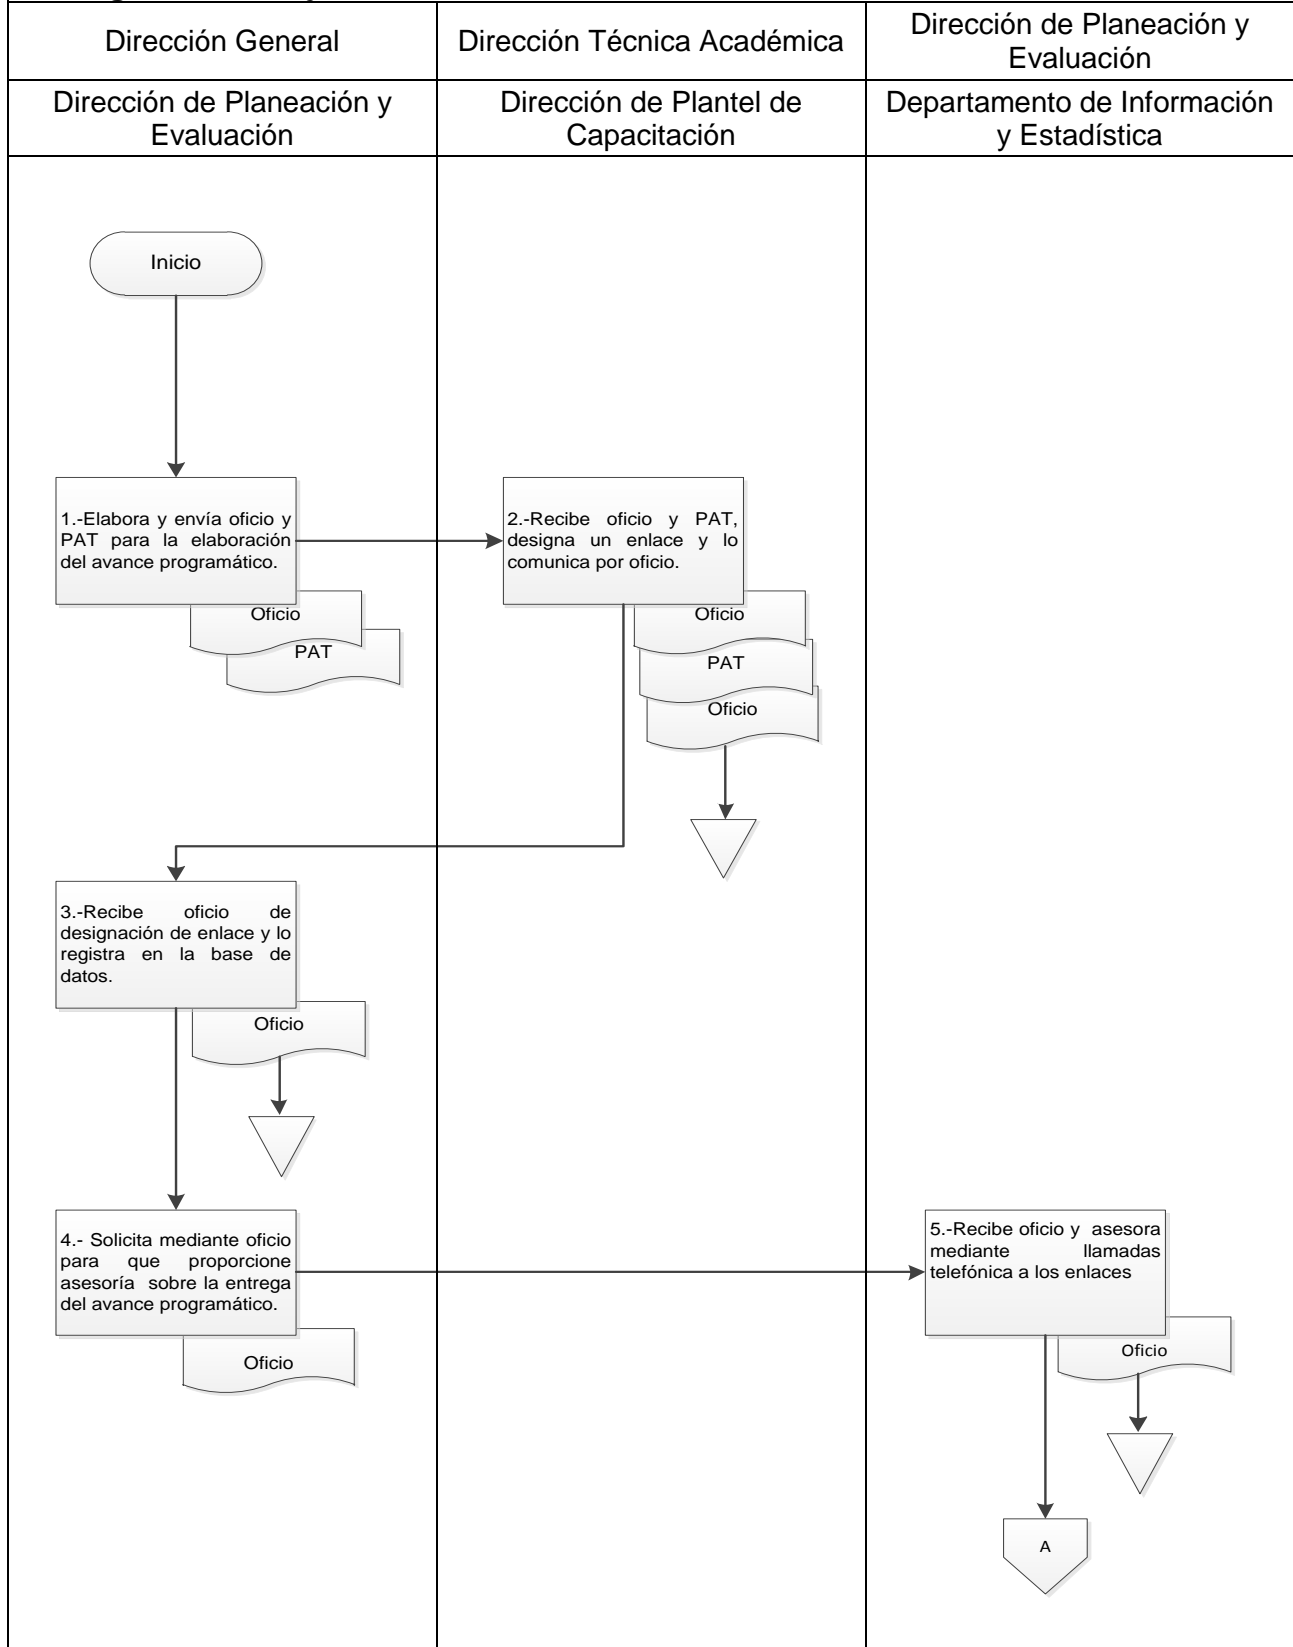 Dirección General
Dirección Técnica Académica
Dirección de Planeación y
Evaluación
Dirección de Planeación y
Evaluación
Dirección de Plantel de
Capacitación
Departamento de Información
y Estadística
Inicio
1.-Elabora y envía oficio y
PAT para la elaboración
del avance programático.
Oficio
PAT
2.-Recibe oficio y PAT,
designa un enlace y lo
comunica por oficio.
Oficio
PAT
Oficio
3.-Recibe oficio de
designación de enlace y lo
registra en la base de
datos.
Oficio
4.- Solicita mediante oficio
para que proporcione
asesoría sobre la entrega
del avance programático.
Oficio
5.-Recibe oficio y asesora
mediante llamadas
telefónica a los enlaces
Oficio
A